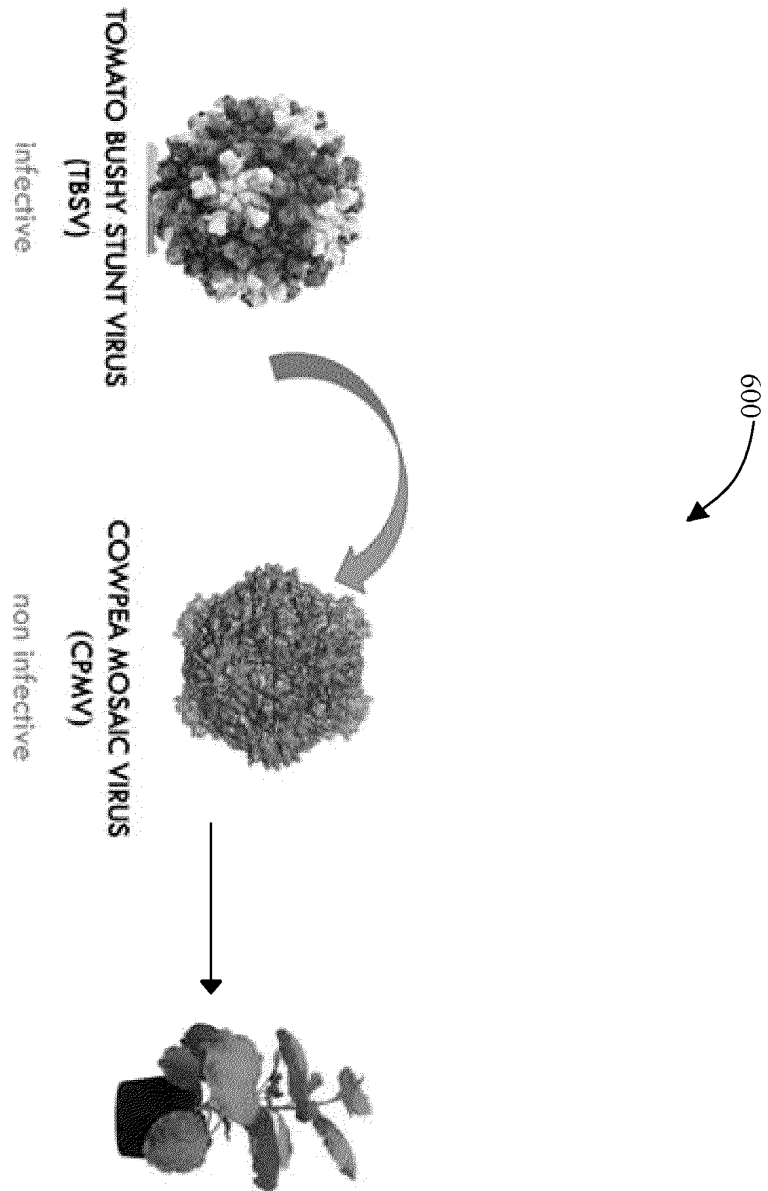 600
TOMATO BUSHY STUNT VIRUS
(TBSV)
infective
COWPEA MOSAIC VIRUS
(CPMV)
non infective